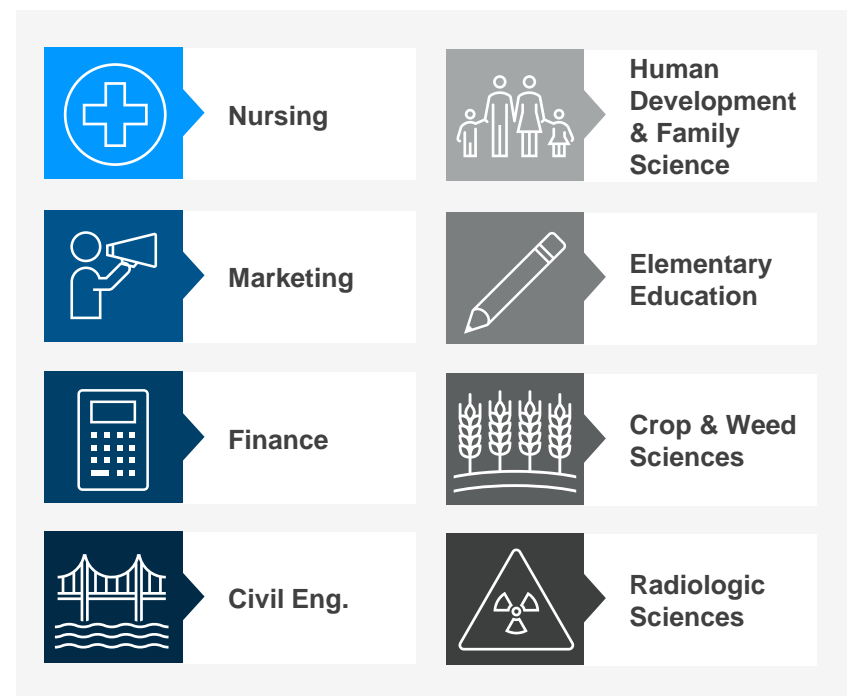 Nursing
Human
Development
& Family
Science
Marketing
Elementary
Education
Finance
Crop & Weed
Sciences
Civil Eng.
Radiologic
Sciences